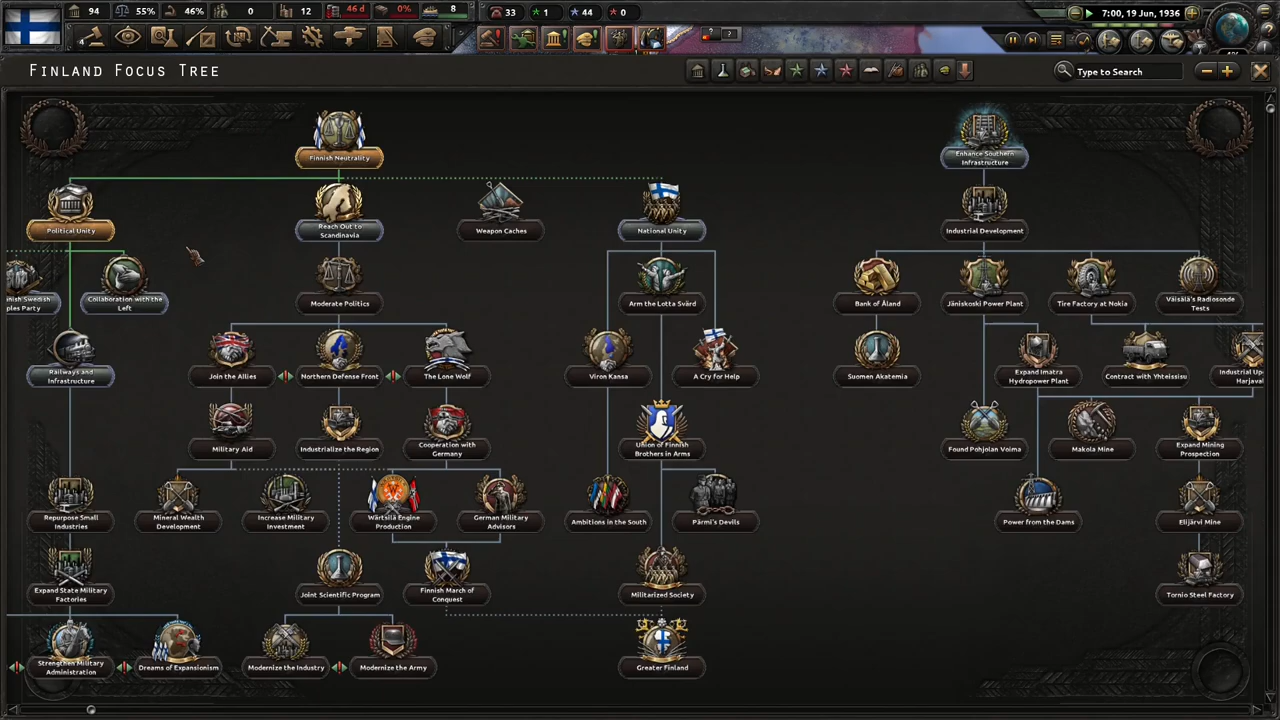 94
55%
46%
0
12
46 d
0%
8
33
1
44
0
7:00, 19 Jun, 1936
?
?
FINLAND FOCUS TREE
Type to Search
Finnish Neutrality
Enhance Southern
Infrastructure
Political Unity
Reach Out to
Scandinavia
Weapon Caches
National Unity
Industrial Development
nish Swedish
ples Party
Collaboration with the
Left
Moderate Politics
Arm the Lotta Svärd
Bank of Åland
Jäniskoski Power Plant
Tire Factory at Nokia
Väisälä's Radiosonde
Tests
Railways and
Infrastructure
Join the Allies
Northern Defense Front
The Lone Wolf
Viron Kansa
A Cry for Help
Suomen Akatemia
Expand Imatra
Hydropower Plant
Contract with Yhteissisu
Industrial Up
Harjaval
Military Aid
Industrialize the Region
Cooperation with
Germany
Union of Finnish
Brothers in Arms
Found Pohjolan Voima
Makola Mine
Expand Mining
Prospection
Repurpose Small
Industries
Mineral Wealth
Development
Increase Military
Investment
Wärtsilä Engine
Production
German Military
Advisors
Ambitions in the South
Pärmi's Devils
Power from the Dams
Elijärvi Mine
Expand State Military
Factories
Joint Scientific Program
Finnish March of
Conquest
Militarized Society
Tornio Steel Factory
Strengthen Military
Administration
Dreams of Expansionism
Modernize the Industry
Modernize the Army
Greater Finland